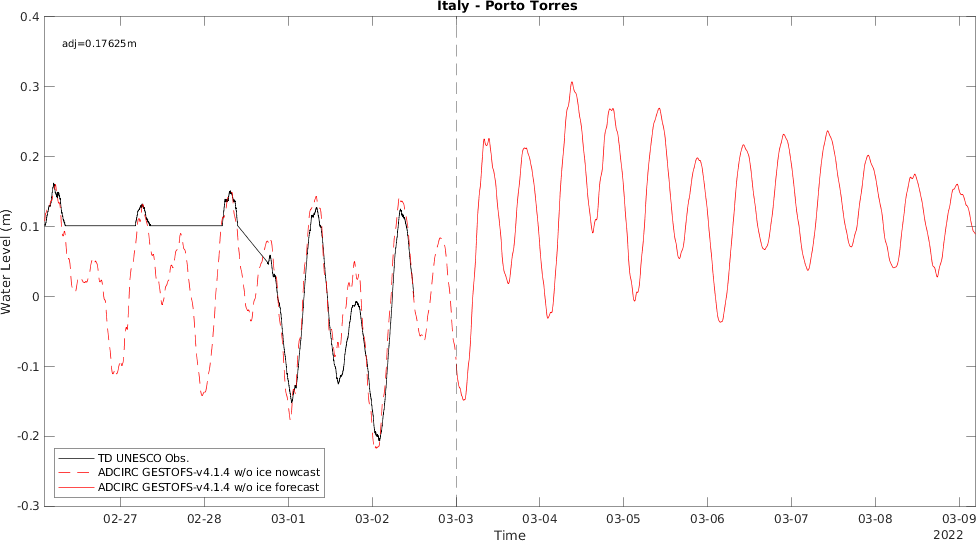 Italy - Porto Torres
adj=0.17625m
0.4
0.3
0.2
0.1
0
-0.1
-0.2
-0.3
Water Level (m)
TD UNESCO Obs.
ADCIRC GESTOFS-v4.1.4 w/o ice nowcast
ADCIRC GESTOFS-v4.1.4 w/o ice forecast
02-27 02-28 03-01 03-02 03-03 03-04 03-05 03-06 03-07 03-08 03-09
Time
2022